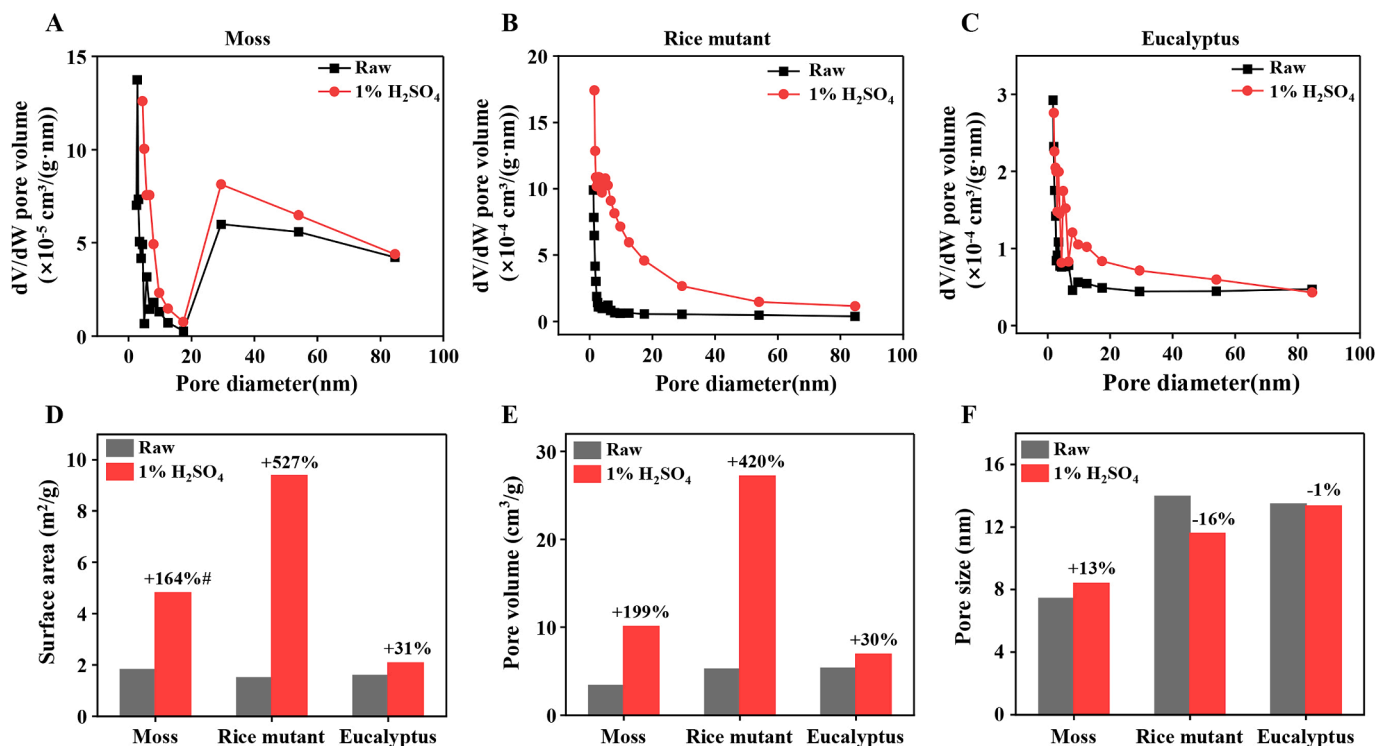 A
Moss
15
10
5
0
Raw
1% H₂SO₄
dV/dW pore volume
(×10⁻⁵ cm³/(g·nm))
0 20 40 60 80 100
Pore diameter(nm)
B
Rice mutant
20
15
10
5
0
Raw
1% H₂SO₄
dV/dW pore volume
(×10⁻⁴ cm³/(g·nm))
0 20 40 60 80 100
Pore diameter(nm)
C
Eucalyptus
3
2
1
0
Raw
1% H₂SO₄
dV/dW pore volume
(×10⁻⁴ cm³/(g·nm))
0 20 40 60 80 100
Pore diameter(nm)
D
Raw
1% H₂SO₄
10
8
6
4
2
0
Surface area (m²/g)
+164%#
+527%
+31%
Moss Rice mutant Eucalyptus
E
Raw
1% H₂SO₄
30
20
10
0
Pore volume (cm³/g)
+199%
+420%
+30%
Moss Rice mutant Eucalyptus
F
Raw
1% H₂SO₄
16
12
8
4
0
Pore size (nm)
+13%
-16%
-1%
Moss Rice mutant Eucalyptus